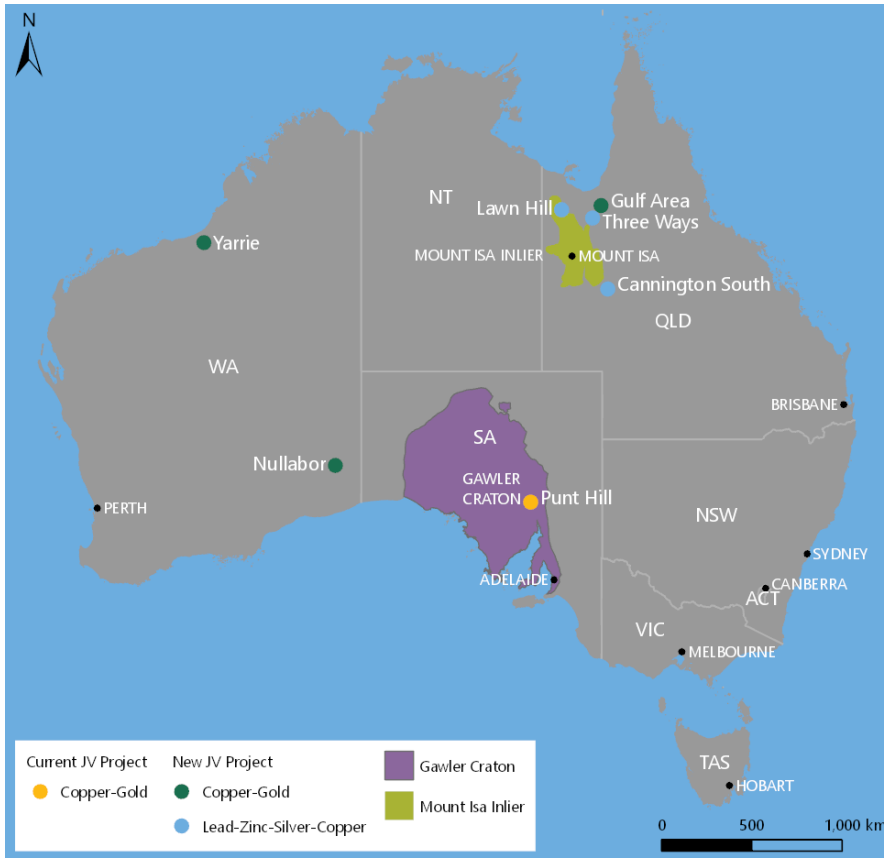 N
NT
Lawn Hill
Gulf Area
Three Ways
Yarrie
MOUNT ISA INLIER
MOUNT ISA
Cannington South
QLD
WA
BRISBANE
SA
Nullabor
GAWLER
CRATON
Punt Hill
PERTH
NSW
SYDNEY
ADELAIDE
CANBERRA
ACT
VIC
MELBOURNE
TAS
HOBART
Current JV Project
New JV Project
Copper-Gold
Copper-Gold
Lead-Zinc-Silver-Copper
Gawler Craton
Mount Isa Inlier
0 500 1,000 km